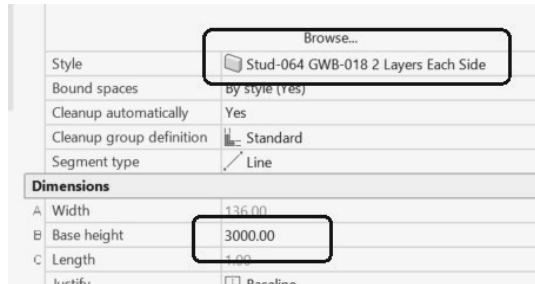 Browse...
Style Stud-064 GWB-018 2 Layers Each Side
Bound spaces By style (Yes)
Cleanup automatically Yes
Cleanup group definition Standard
Segment type Line
Dimensions
A Width 136.00
B Base height 3000.00
C Length 1.00
Justify Baseline